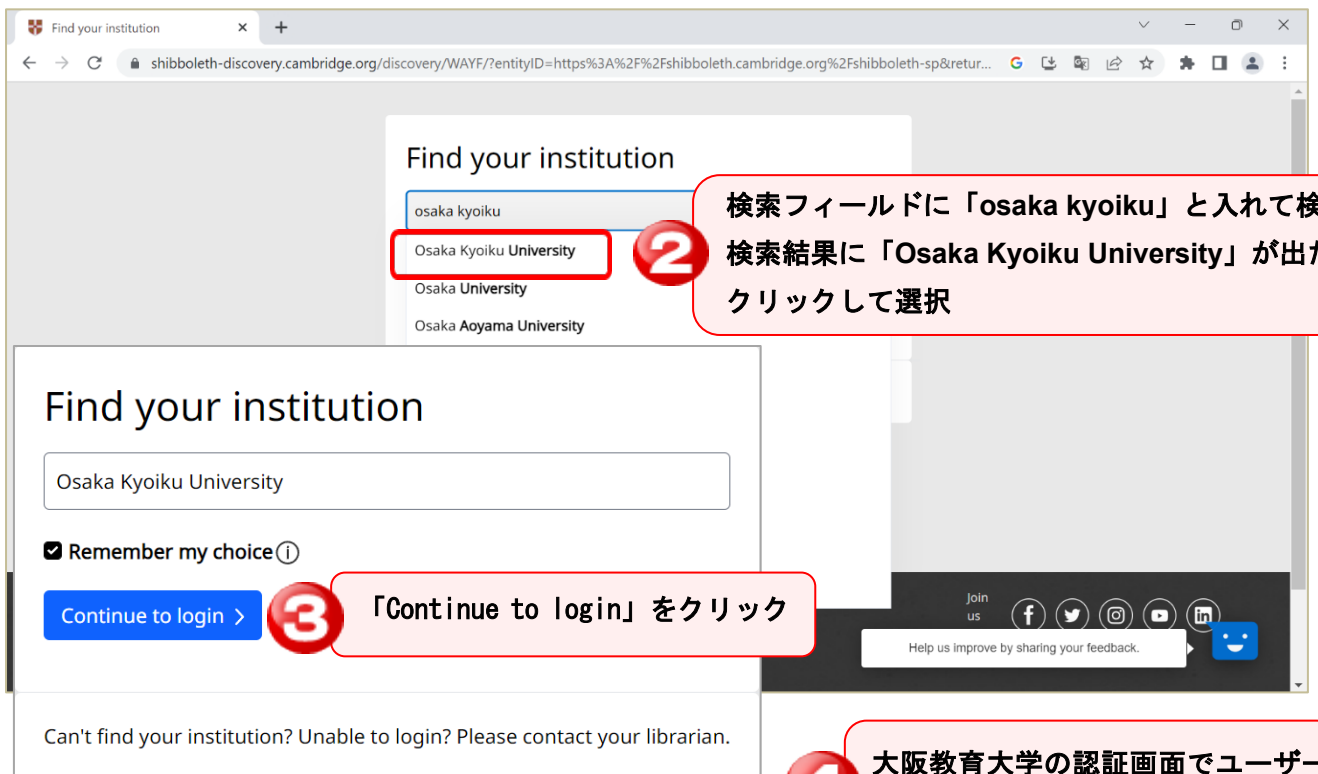 Find your institution
shibboleth-discovery.cambridge.org/discovery/WAYF/?entityID=https%3A%2F%2Fshibboleth.cambridge.org%2Fshibboleth-sp&retur...
Find your institution
osaka kyoiku
Osaka Kyoiku University
Osaka University
Osaka Aoyama University
2
検索フィールドに「osaka kyoiku」と入れて検
検索結果に「Osaka Kyoiku University」が出
クリックして選択
Find your institution
Osaka Kyoiku University
Remember my choice
Continue to login >
3
「Continue to login」をクリック
Join
us
Help us improve by sharing your feedback.
Can't find your institution? Unable to login? Please contact your librarian.
大阪教育大学の認証画面でユーザー